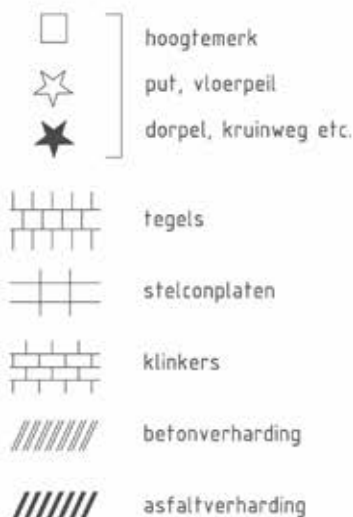 hoogtemerk
put, vloerpeil
dorpel, kruinweg etc.
tegels
stelconplaten
klinkers
betonverharding
asfaltverharding